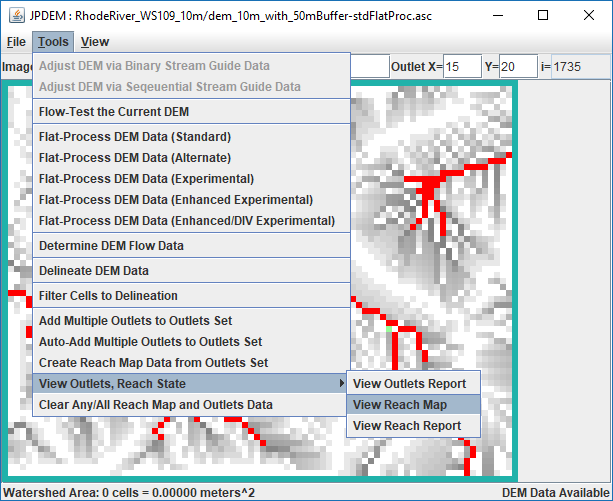 JPDEM : RhodeRiver_WS109_10m/dem_10m_with_50mBuffer-stdFlatProc.asc
File Tools View
Image Outlet X= 15 Y= 20 i= 1735
Adjust DEM via Binary Stream Guide Data
Adjust DEM via Seqeuential Stream Guide Data
Flow-Test the Current DEM
Flat-Process DEM Data (Standard)
Flat-Process DEM Data (Alternate)
Flat-Process DEM Data (Experimental)
Flat-Process DEM Data (Enhanced Experimental)
Flat-Process DEM Data (Enhanced/DIV Experimental)
Determine DEM Flow Data
Delineate DEM Data
Filter Cells to Delineation
Add Multiple Outlets to Outlets Set
Auto-Add Multiple Outlets to Outlets Set
Create Reach Map Data from Outlets Set
View Outlets, Reach State
Clear Any/All Reach Map and Outlets Data
View Outlets Report
View Reach Map
View Reach Report
Watershed Area: 0 cells = 0.00000 meters^2 DEM Data Available